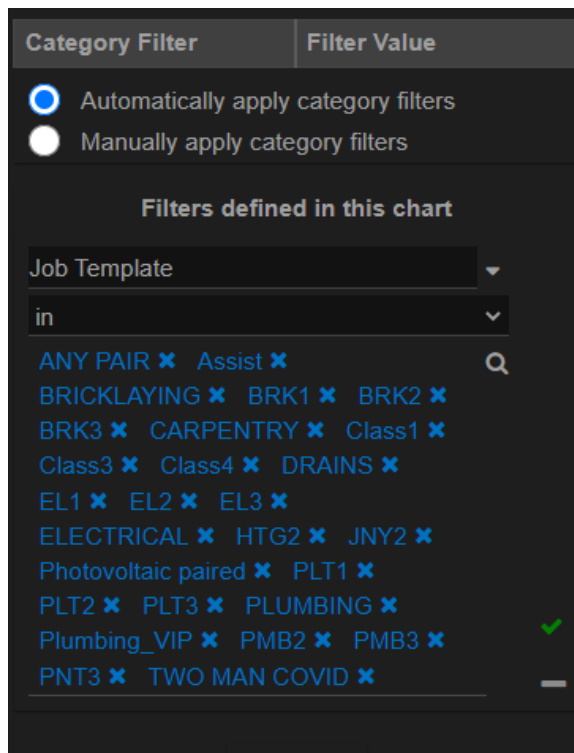 Category Filter Filter Value
Automatically apply category filters
Manually apply category filters
Filters defined in this chart
Job Template
in
ANY PAIR ✖ Assist ✖
BRICKLAYING ✖ BRK1 ✖ BRK2 ✖
BRK3 ✖ CARPENTRY ✖ Class1 ✖
Class3 ✖ Class4 ✖ DRAINS ✖
EL1 ✖ EL2 ✖ EL3 ✖
ELECTRICAL ✖ HTG2 ✖ JNY2 ✖
Photovoltaic paired ✖ PLT1 ✖
PLT2 ✖ PLT3 ✖ PLUMBING ✖
Plumbing_VIP ✖ PMB2 ✖ PMB3 ✖
PNT3 ✖ TWO MAN COVID ✖